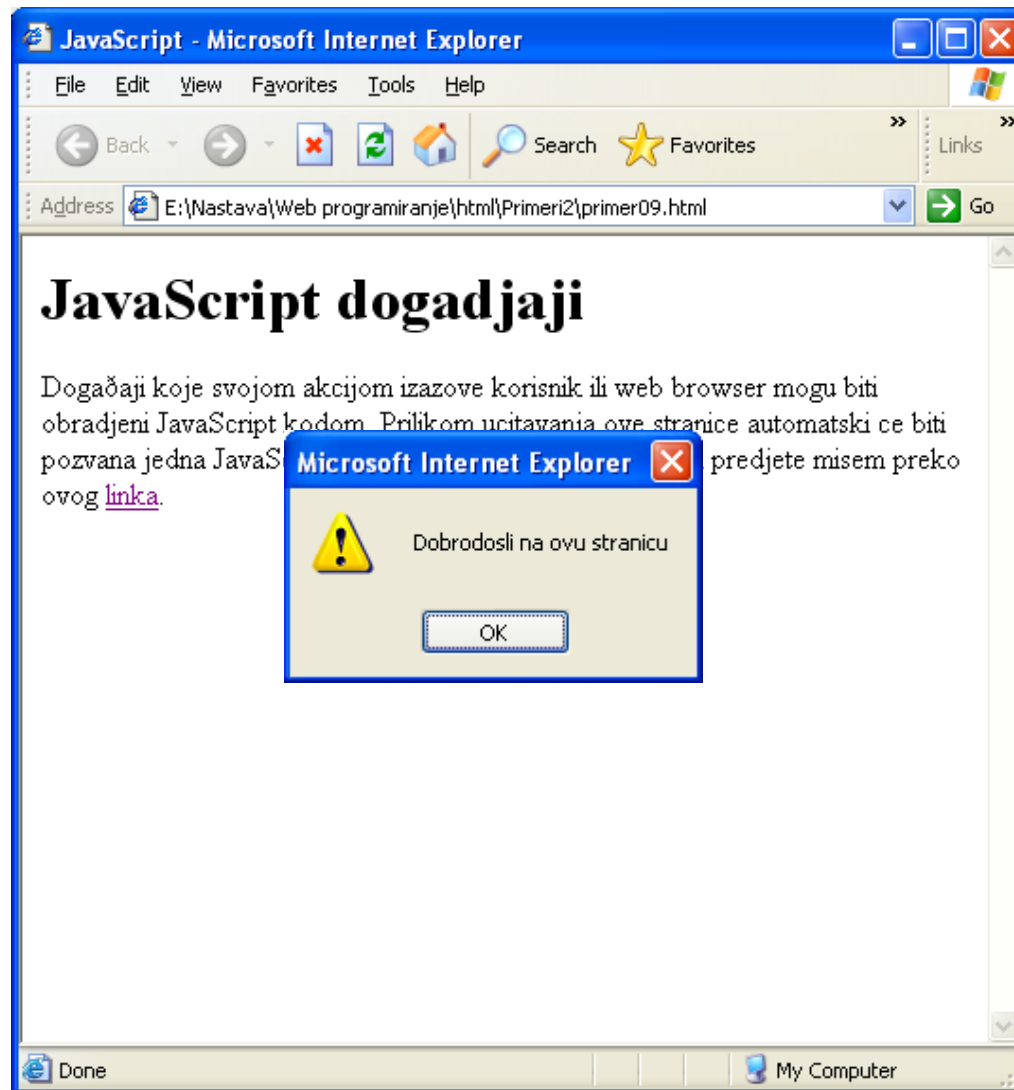 JavaScript - Microsoft Internet Explorer
File Edit View Favorites Tools Help
Back Search Favorites » Links »
Address E:\Nastava\Web programiranje\html\Primeri2\primer09.html Go
JavaScript dogadjaji
Događaji koje svojom akcijom izazove korisnik ili web browser mogu biti
obradjeni JavaScript kodom. Prilikom ucitavanja ove stranice automatski ce biti
pozvana jedna JavaS predjete misem preko
ovog linka.
Microsoft Internet Explorer
Dobrodosli na ovu stranicu
OK
Done My Computer